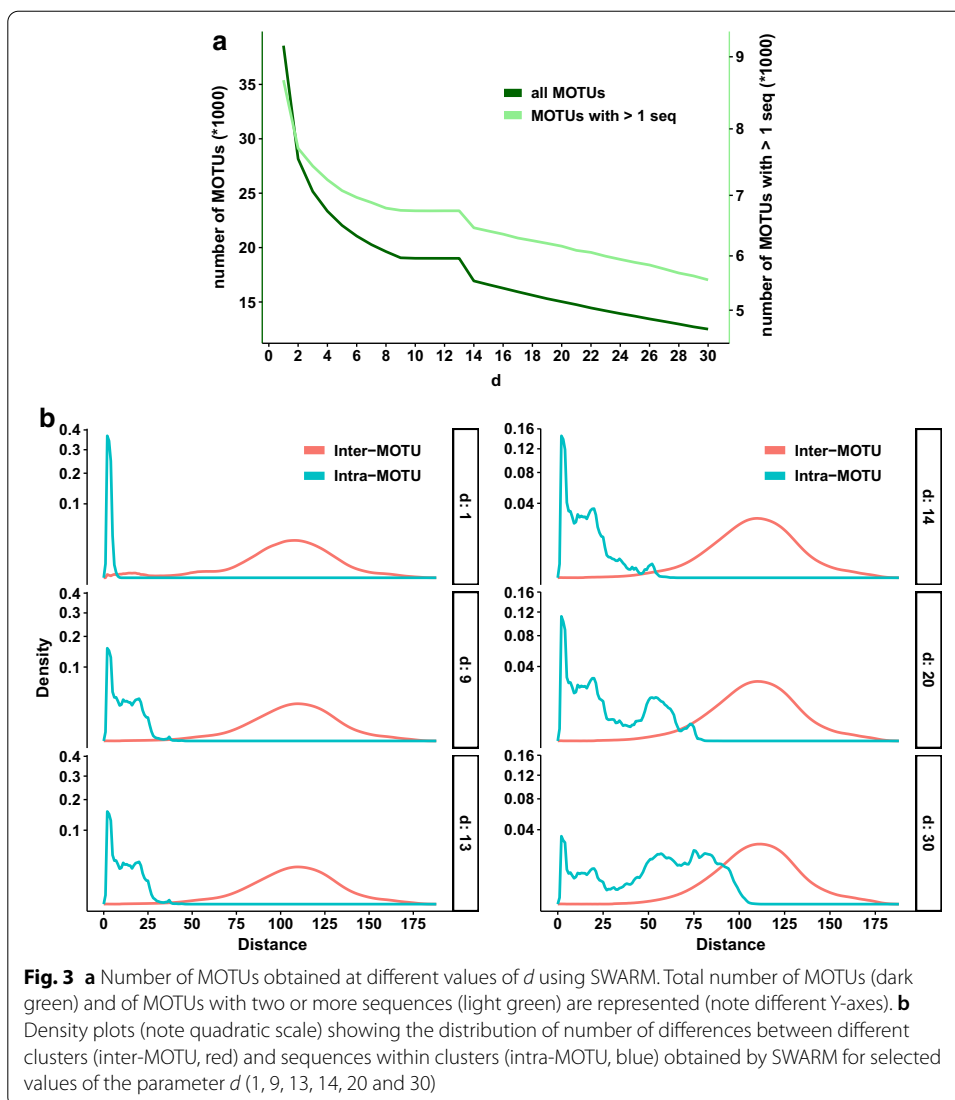 a
number of MOTUs (*1000)
35
30
25
20
15
all MOTUs
MOTUs with > 1 seq
9
8
7
6
5
number of MOTUs with > 1 seq (*1000)
0 2 4 6 8 10 12 14 16 18 20 22 24 26 28 30
d
b
Density
0.4
0.3
0.2
0.1
Inter−MOTU
Intra−MOTU
d: 1
0.4
0.3
0.2
0.1
d: 9
0.4
0.3
0.2
0.1
d: 13
0 25 50 75 100 125 150 175
Distance
0.16
0.12
0.08
0.04
Inter−MOTU
Intra−MOTU
d: 14
0.16
0.12
0.08
0.04
d: 20
0.16
0.12
0.08
0.04
d: 30
0 25 50 75 100 125 150 175
Distance
Fig. 3 a Number of MOTUs obtained at different values of d using SWARM. Total number of MOTUs (dark
green) and of MOTUs with two or more sequences (light green) are represented (note different Y-axes). b
Density plots (note quadratic scale) showing the distribution of number of differences between different
clusters (inter-MOTU, red) and sequences within clusters (intra-MOTU, blue) obtained by SWARM for selected
values of the parameter d (1, 9, 13, 14, 20 and 30)